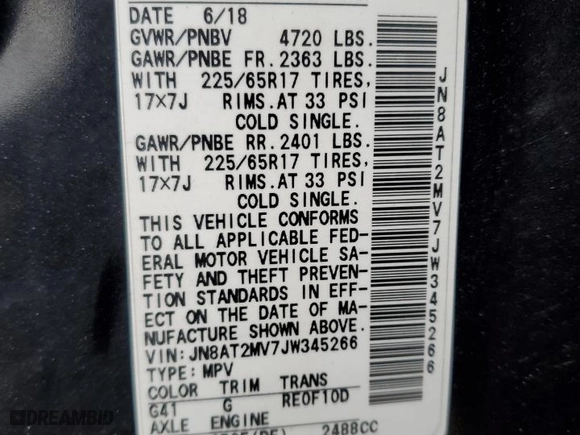 DATE 6/18
GVWR/PNBV 4720 LBS.
GAWR/PNBE FR. 2363 LBS.
WITH 225/65R17 TIRES,
17×7J RIMS.AT 33 PSI
COLD SINGLE.
GAWR/PNBE RR. 2401 LBS.
WITH 225/65R17 TIRES,
17×7J RIMS.AT 33 PSI
COLD SINGLE.
THIS VEHICLE CONFORMS
TO ALL APPLICABLE FED-
ERAL MOTOR VEHICLE SA-
FETY AND THEFT PREVEN-
TION STANDARDS IN EFF-
ECT ON THE DATE OF MA-
NUFACTURE SHOWN ABOVE.
VIN:JN8AT2MV7JW345266
TYPE:MPV
COLOR TRIM TRANS
G41 G RE0F10D
AXLE ENGINE
2488CC
JN8AT2MV7JW345266
DREAMBID